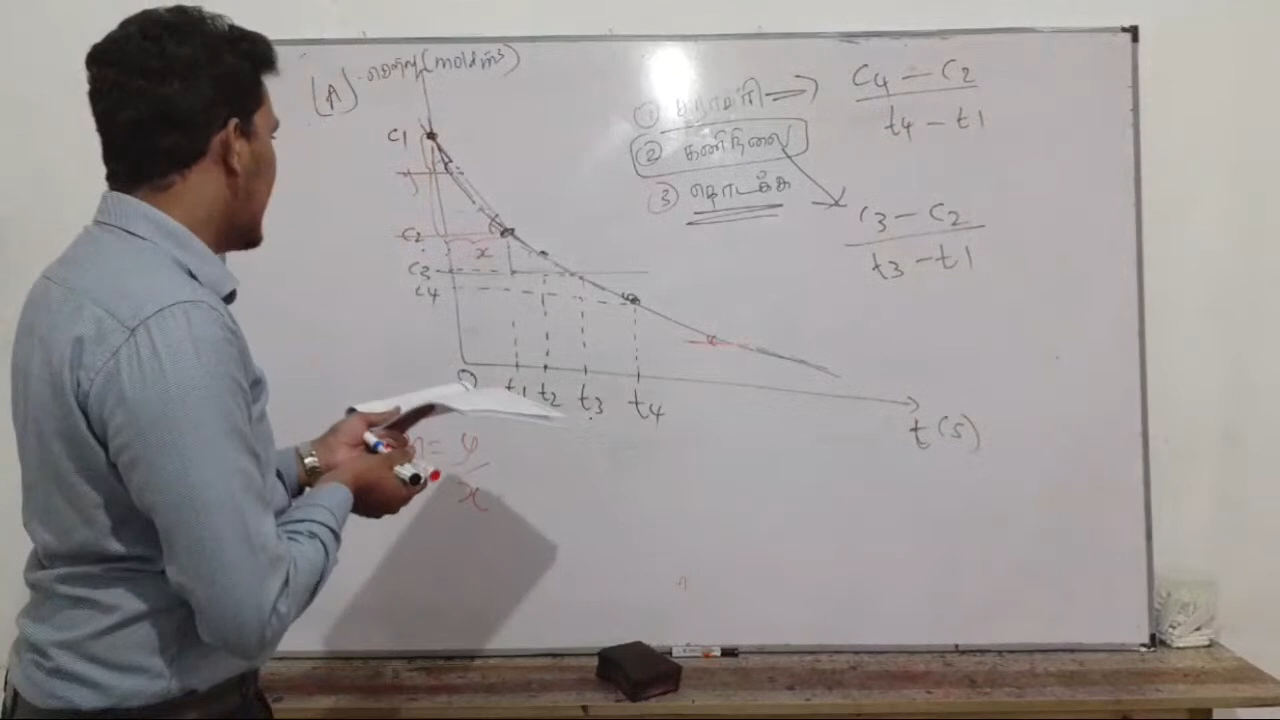 (A) செறிவு (moldm⁻³)
① சராசரி → C4 – C2 / t4 – t1
② கணநிலை
③ தொடக்க
C3 – C2 / t3 – t1
C1
y
C2
x
C3
C4
0 t1 t2 t3 t4
t(s)
m = y / x